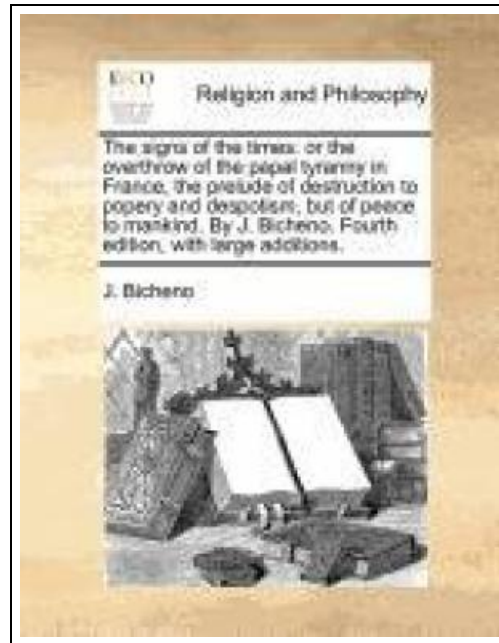 ECCO
Religion and Philosophy
The signs of the times: or the
overthrow of the papal tyranny in
France, the prelude of destruction to
popery and despotism, but of peace
to mankind. By J. Bicheno. Fourth
edition, with large additions.
J. Bicheno